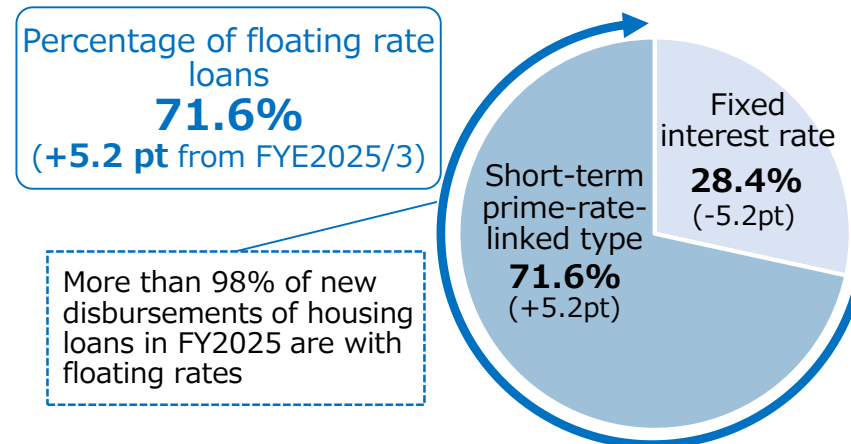 Percentage of floating rate
loans
71.6%
(+5.2 pt from FYE2025/3)
More than 98% of new
disbursements of housing
loans in FY2025 are with
floating rates
Short-term
prime-rate-
linked type
71.6%
(+5.2pt)
Fixed
interest rate
28.4%
(-5.2pt)